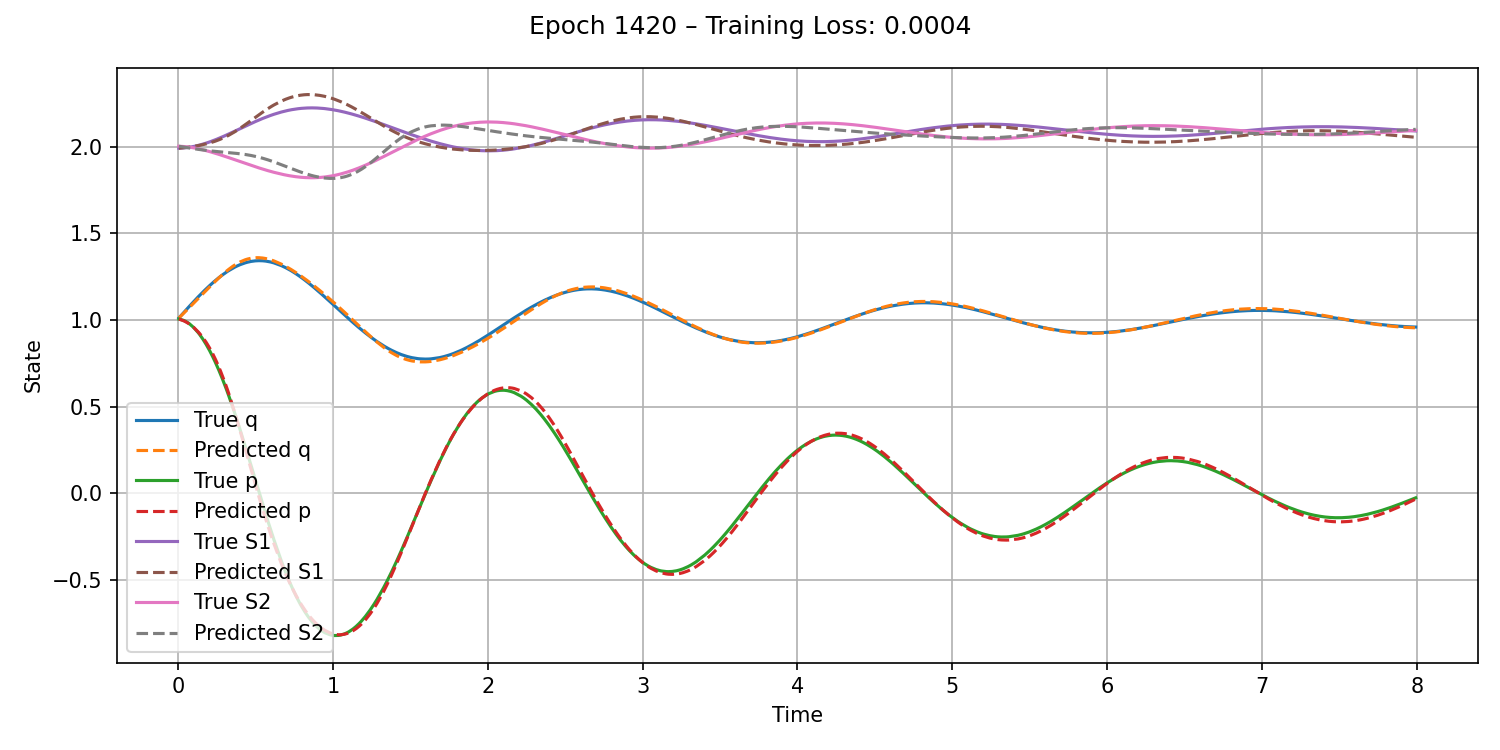 Epoch 1420 – Training Loss: 0.0004
2.0
1.5
1.0
0.5
0.0
−0.5
State
True q
Predicted q
True p
Predicted p
True S1
Predicted S1
True S2
Predicted S2
0 1 2 3 4 5 6 7 8
Time